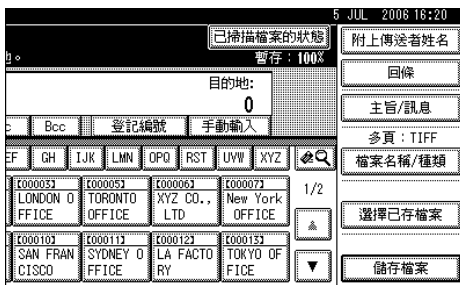 5 JUL 2006 16:20
已掃描檔案的狀態
附上傳送者姓名
地。
暫存：100%
回條
目的地:
0
主旨/訊息
Bcc
登記編號
手動輸入
多頁：TIFF
EF GH IJK LMN OPQ RST UVW XYZ
檔案名稱/種類
[00003] LONDON O FFICE
[00005] TORONTO OFFICE
[00006] XYZ CO., LTD
[00007] New York OFFICE
1/2
選擇已存檔案
[00010] SAN FRAN CISCO
[00011] SYDNEY O FFICE
[00012] LA FACTO RY
[00013] TOKYO OF FICE
儲存檔案